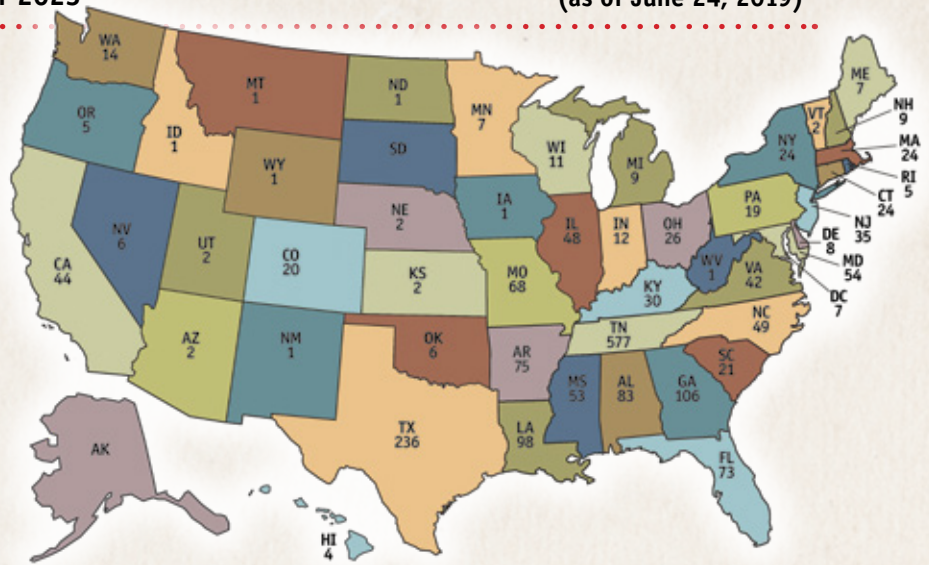 2023
(as of June 24, 2019)
WA
14
OR
5
ID
1
MT
1
ND
1
MN
7
WY
1
SD
WI
11
MI
9
ME
7
VT
2
NH
9
NY
24
MA
24
RI
5
CT
24
NJ
35
DE
8
MD
54
DC
7
PA
19
CA
44
NV
6
UT
2
CO
20
NE
2
IA
1
IL
48
IN
12
OH
26
WV
1
VA
42
KS
2
MO
68
KY
30
NC
49
TN
577
AZ
2
NM
1
OK
6
AR
75
SC
21
MS
53
AL
83
GA
106
TX
236
LA
98
FL
73
AK
HI
4